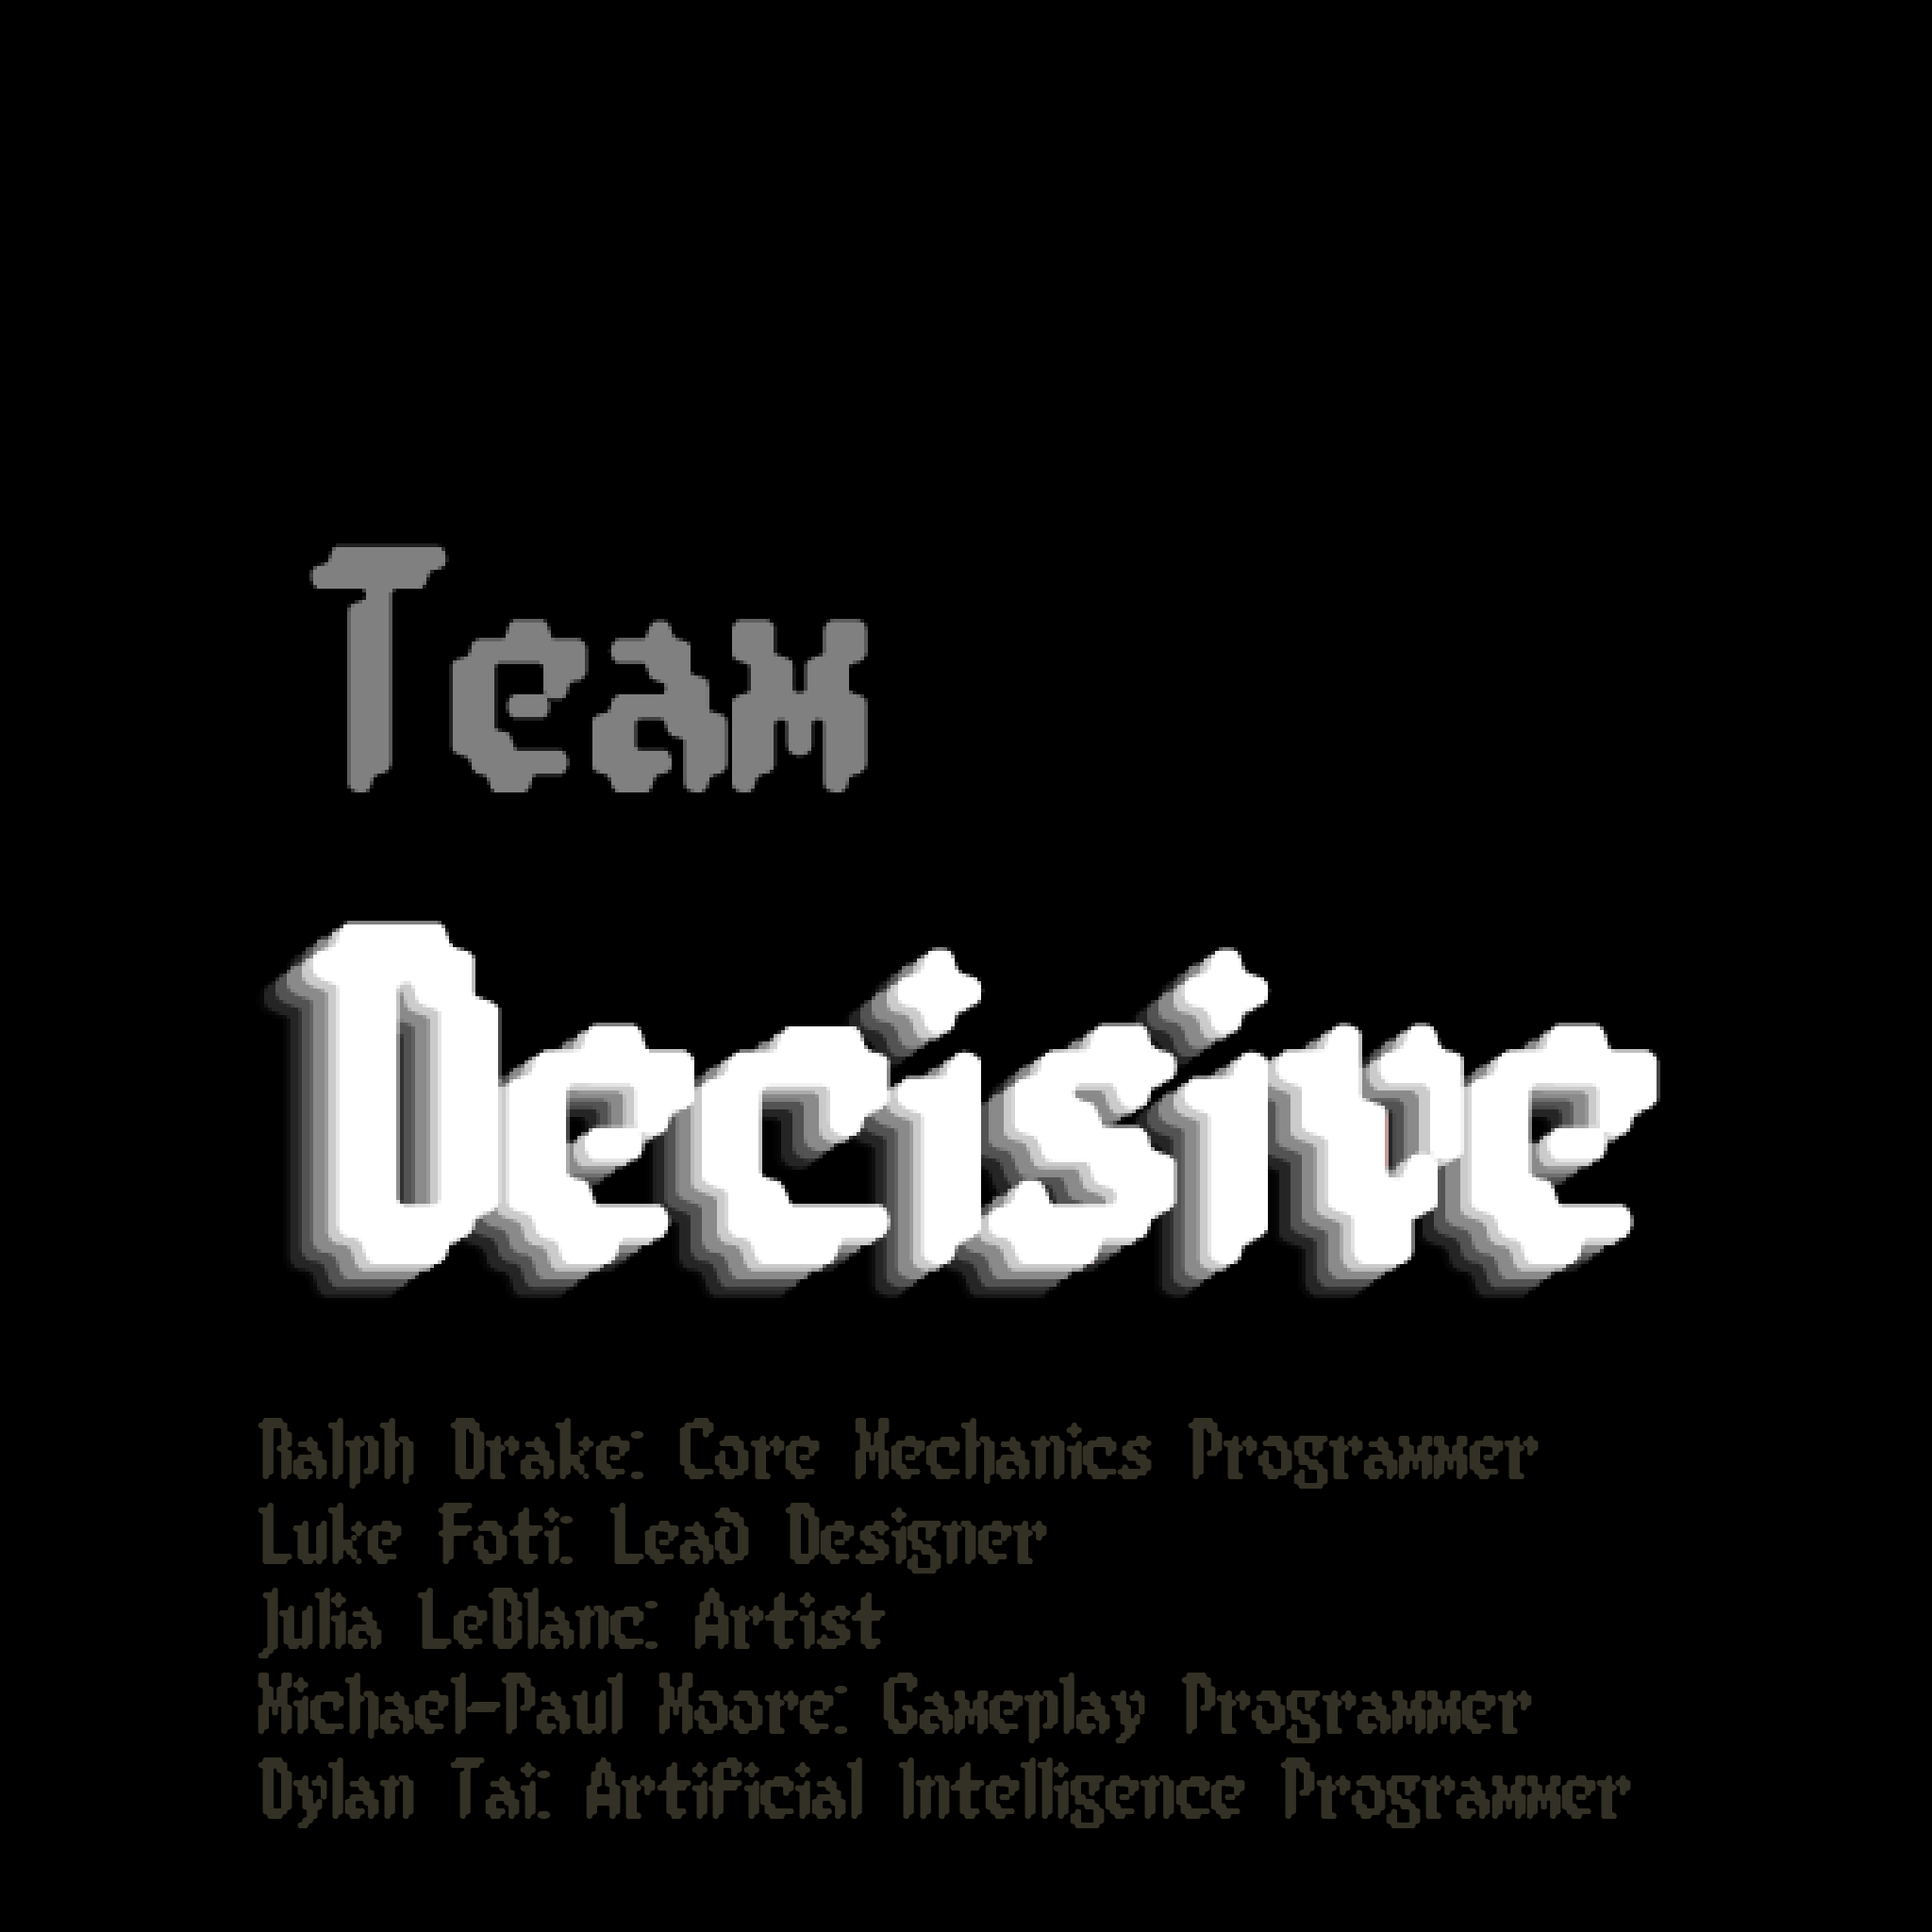 Team
Decisive
Ralph Drake: Core Mechanics Programmer
Luke Foti: Lead Designer
Julia LeBlanc: Artist
Michael-Paul Moore: Gameplay Programmer
Dylan Tai: Artificial Intelligence Programmer